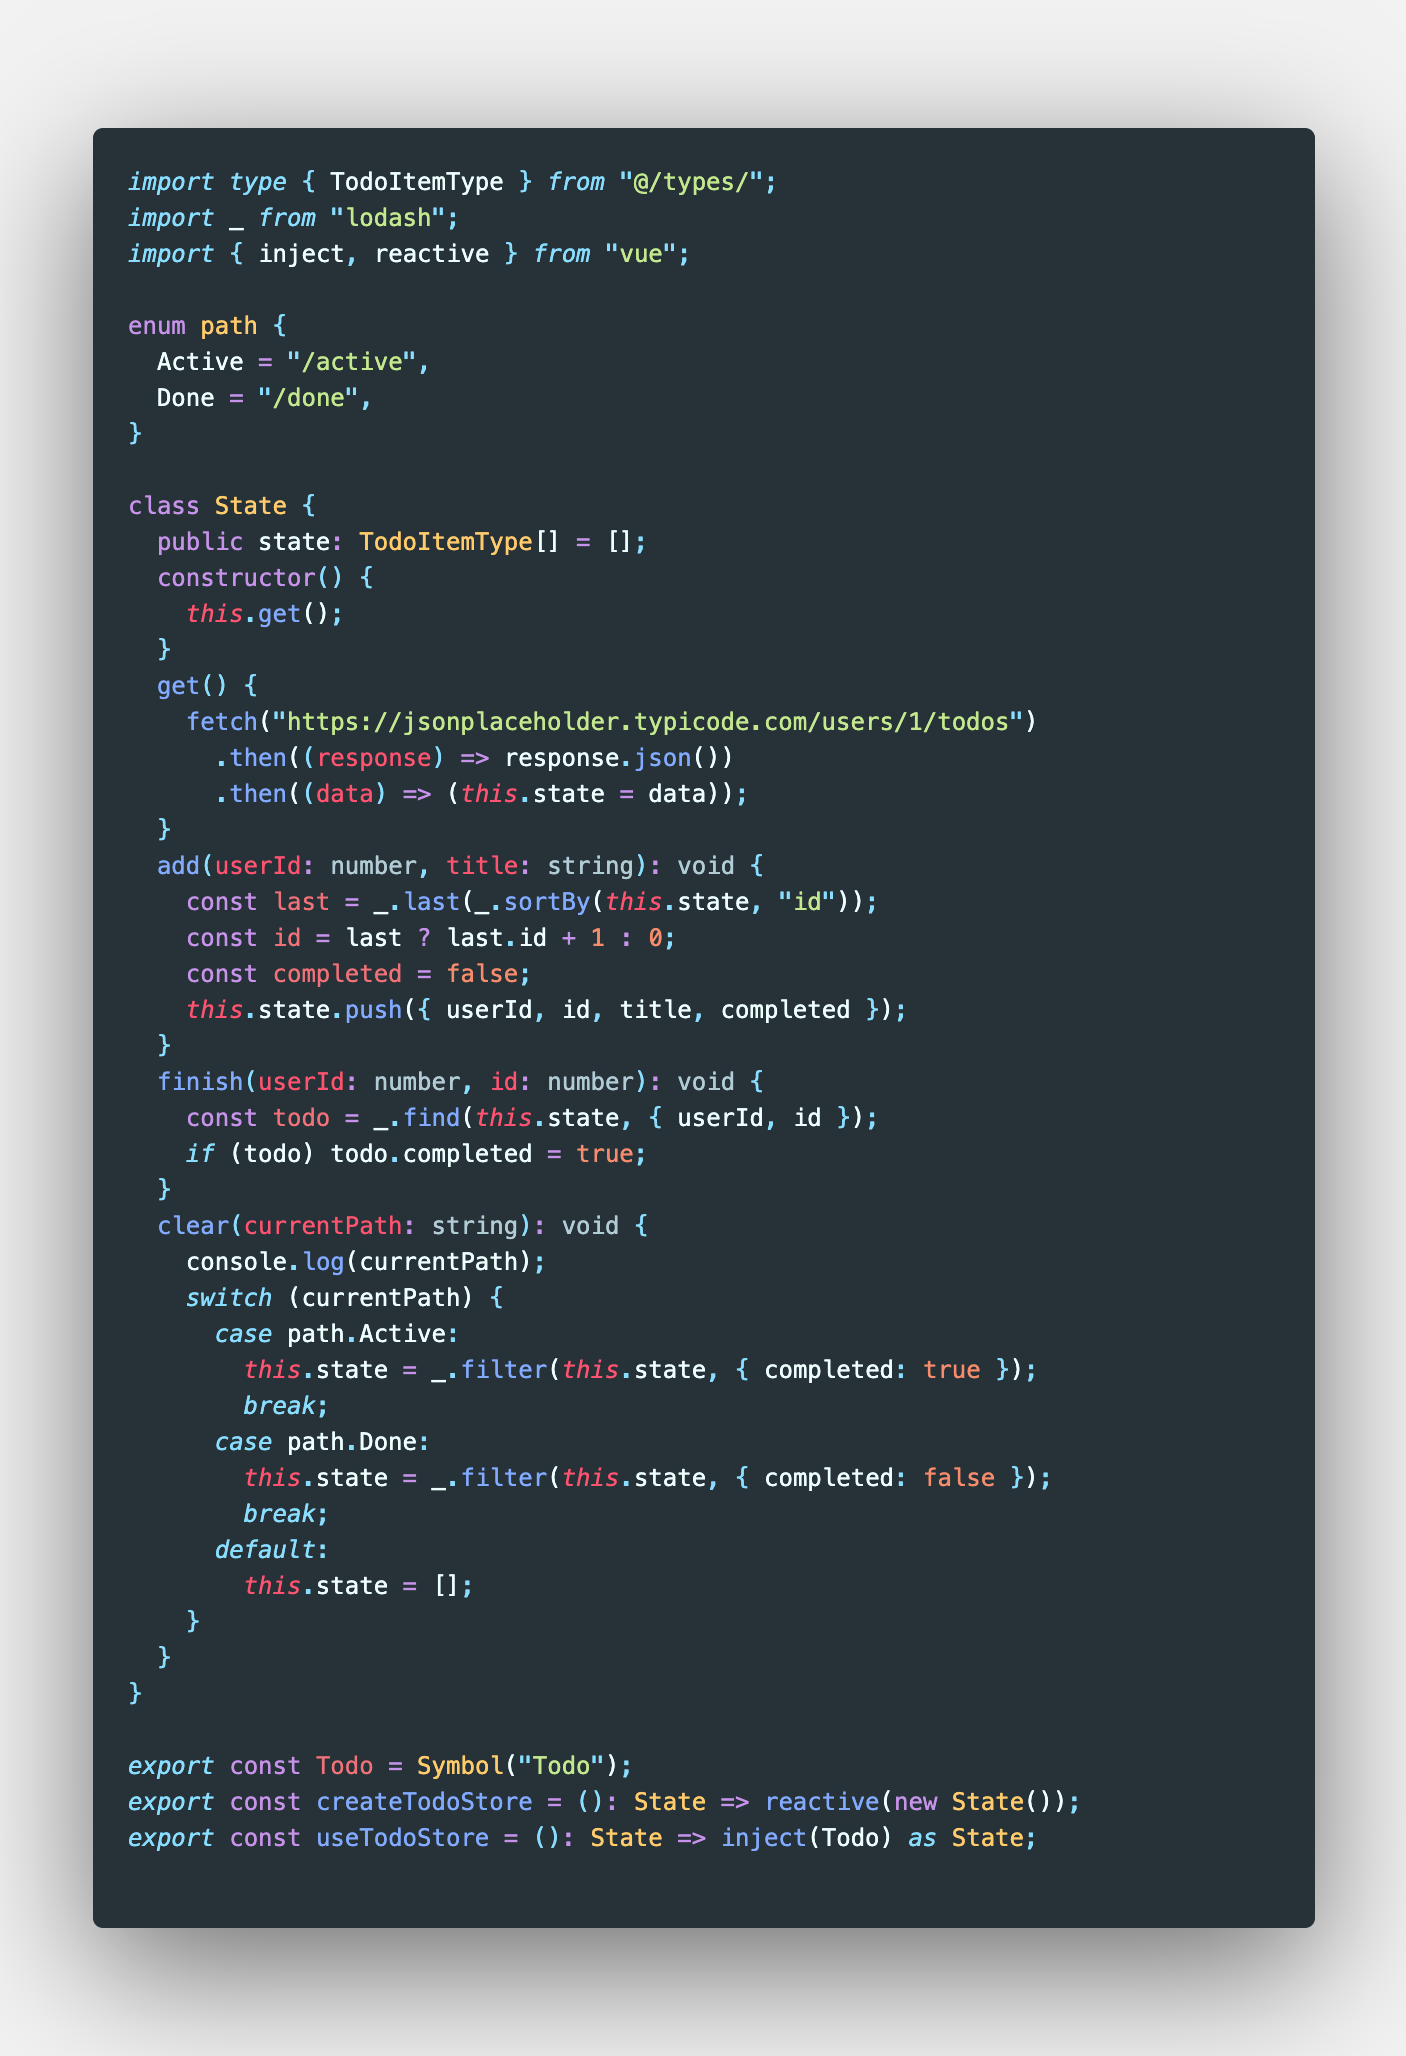 import type { TodoItemType } from "@/types/";
import _ from "lodash";
import { inject, reactive } from "vue";

enum path {
  Active = "/active",
  Done = "/done",
}

class State {
  public state: TodoItemType[] = [];
  constructor() {
    this.get();
  }
  get() {
    fetch("https://jsonplaceholder.typicode.com/users/1/todos")
      .then((response) => response.json())
      .then((data) => (this.state = data));
  }
  add(userId: number, title: string): void {
    const last = _.last(_.sortBy(this.state, "id"));
    const id = last ? last.id + 1 : 0;
    const completed = false;
    this.state.push({ userId, id, title, completed });
  }
  finish(userId: number, id: number): void {
    const todo = _.find(this.state, { userId, id });
    if (todo) todo.completed = true;
  }
  clear(currentPath: string): void {
    console.log(currentPath);
    switch (currentPath) {
      case path.Active:
        this.state = _.filter(this.state, { completed: true });
        break;
      case path.Done:
        this.state = _.filter(this.state, { completed: false });
        break;
      default:
        this.state = [];
    }
  }
}

export const Todo = Symbol("Todo");
export const createTodoStore = (): State => reactive(new State());
export const useTodoStore = (): State => inject(Todo) as State;